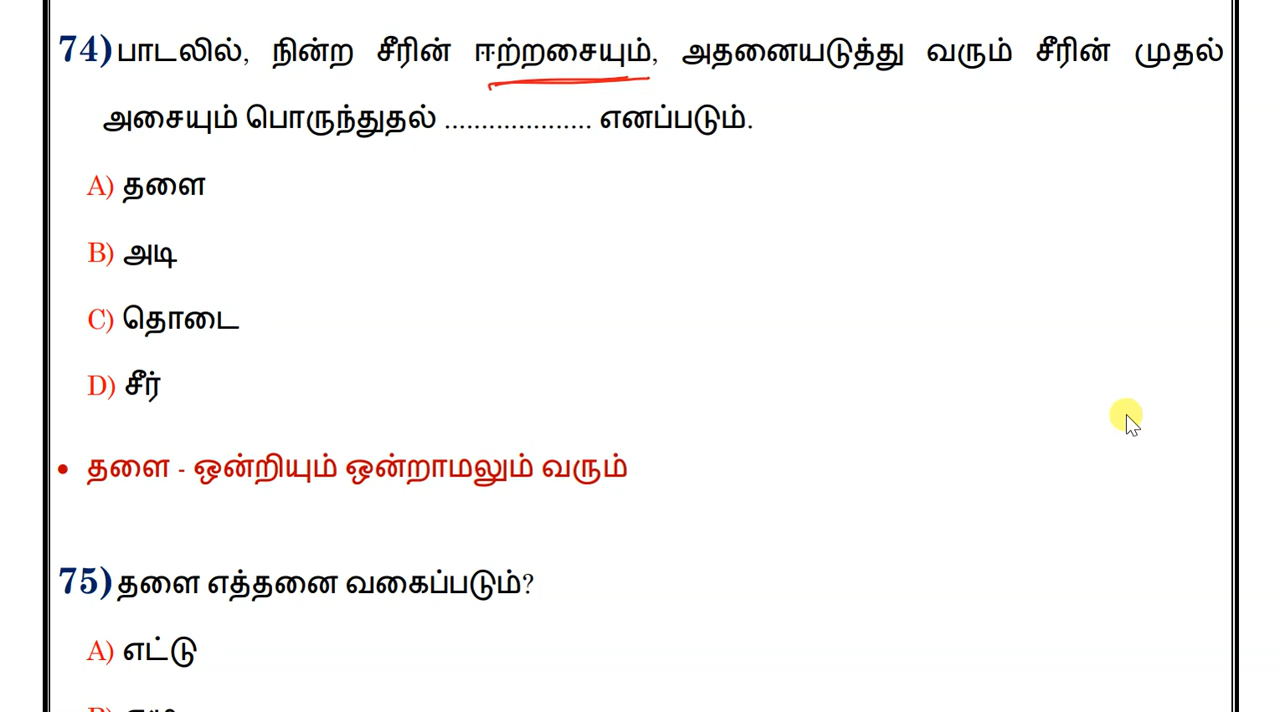 74) பாடலில், நின்ற சீரின் ஈற்றசையும், அதனையடுத்து வரும் சீரின் முதல்
அசையும் பொருந்துதல் .................... எனப்படும்.
A) தளை
B) அடி
C) தொடை
D) சீர்
• தளை - ஒன்றியும் ஒன்றாமலும் வரும்
75) தளை எத்தனை வகைப்படும்?
A) எட்டு